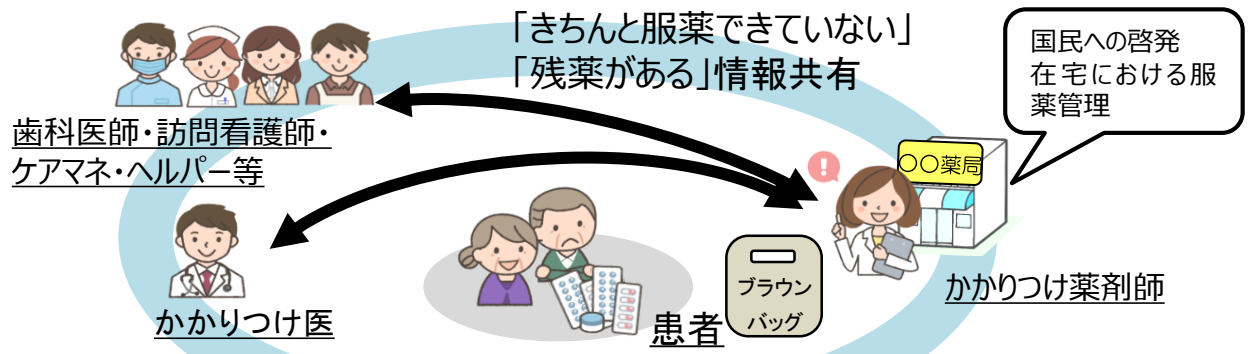 「きちんと服薬できていない」
「残薬がある」情報共有
国民への啓発
在宅における服
薬管理
歯科医師・訪問看護師・
ケアマネ・ヘルパー等
〇〇薬局
かかりつけ医
患者
ブラウン
バッグ
かかりつけ薬剤師